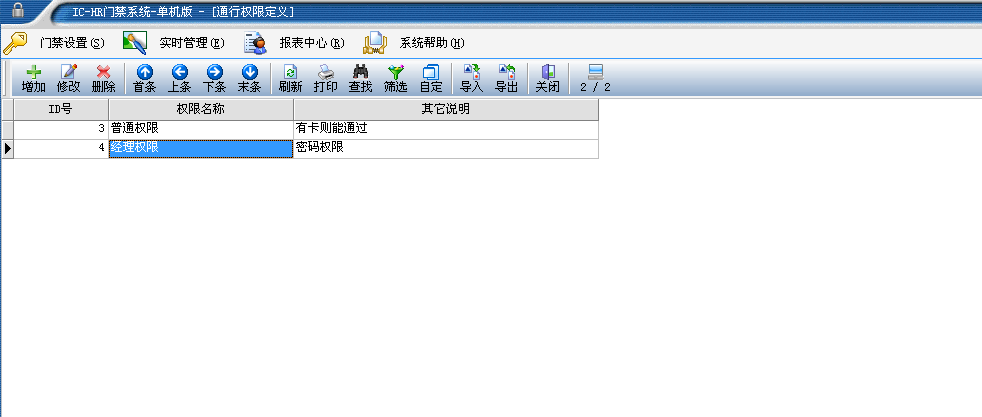 IC-HR门禁系统-单机版 - [通行权限定义]
门禁设置(S) 实时管理(E) 报表中心(R) 系统帮助(H)
增加 修改 删除 首条 上条 下条 末条 刷新 打印 查找 筛选 自定 导入 导出 关闭 2 / 2
ID号 权限名称 其它说明
3 普通权限 有卡则能通过
4 经理权限 密码权限